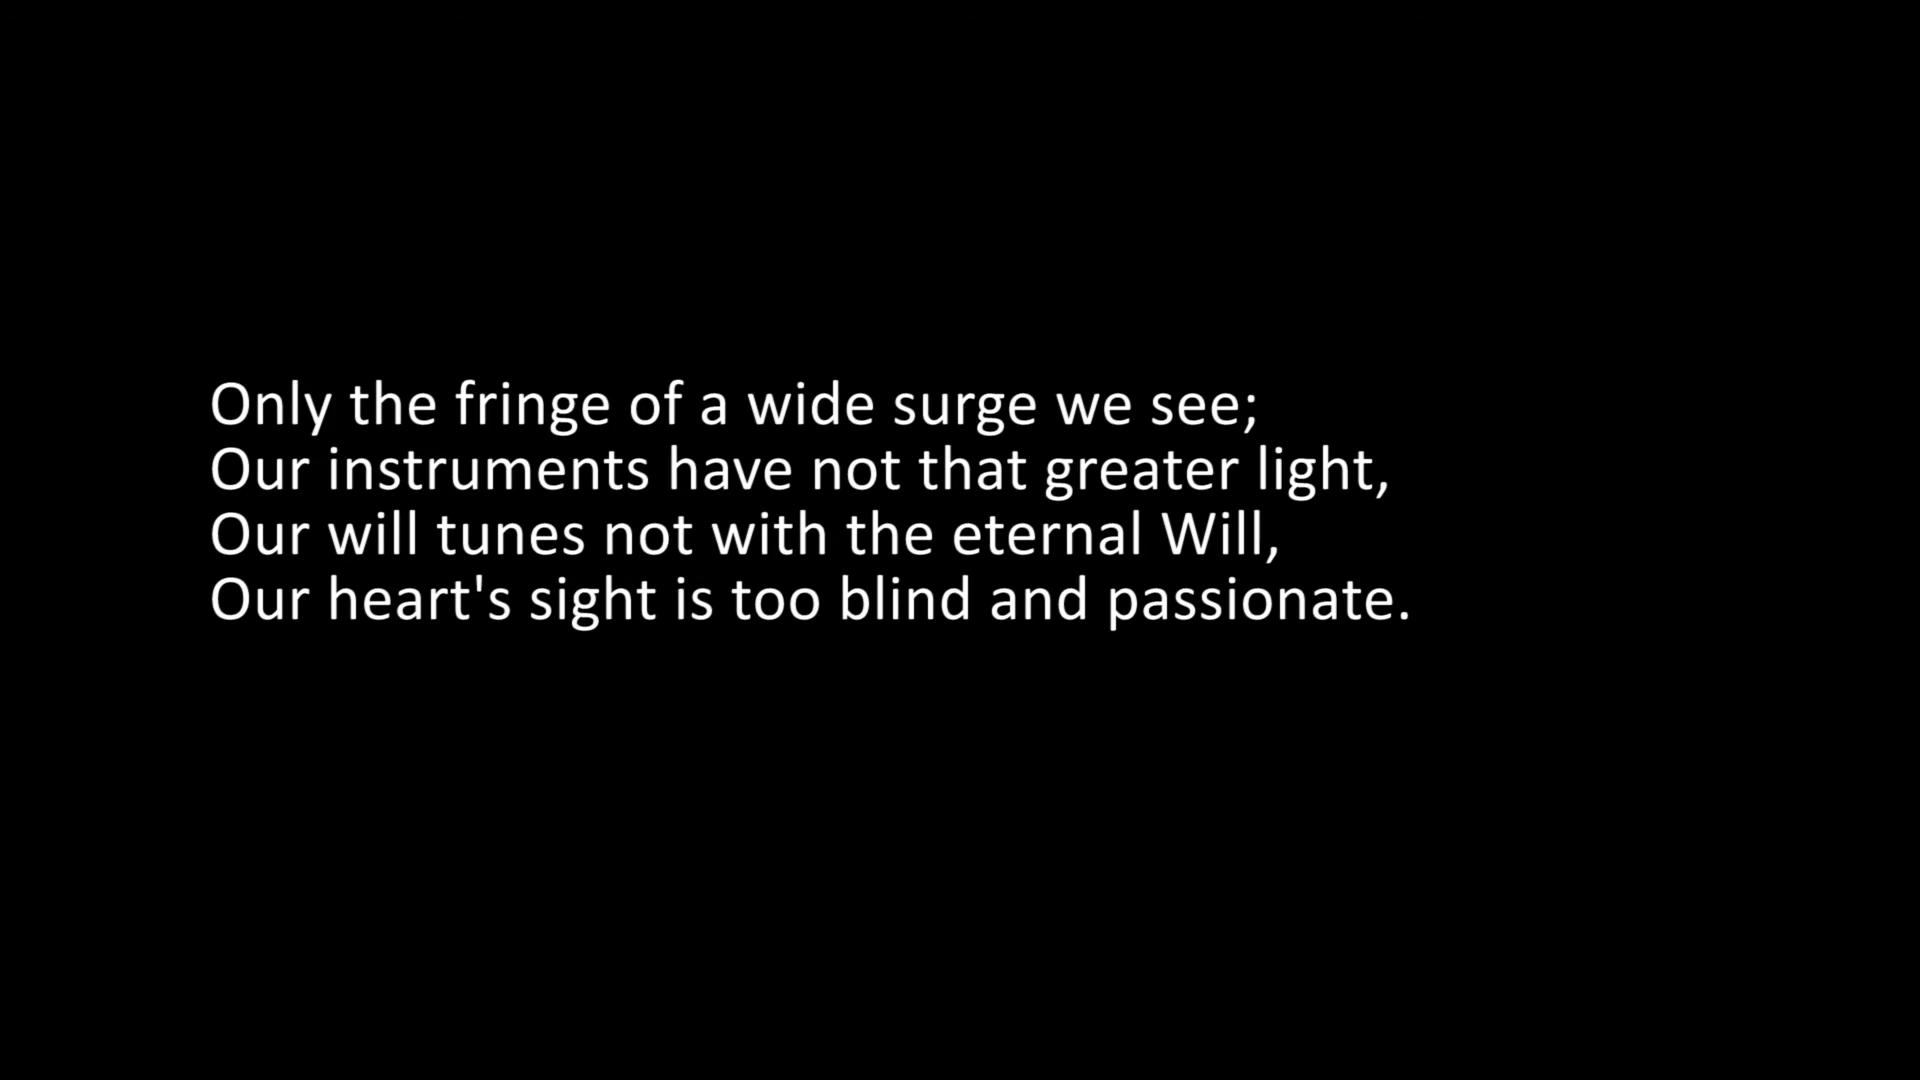 Only the fringe of a wide surge we see;
Our instruments have not that greater light,
Our will tunes not with the eternal Will,
Our heart's sight is too blind and passionate.